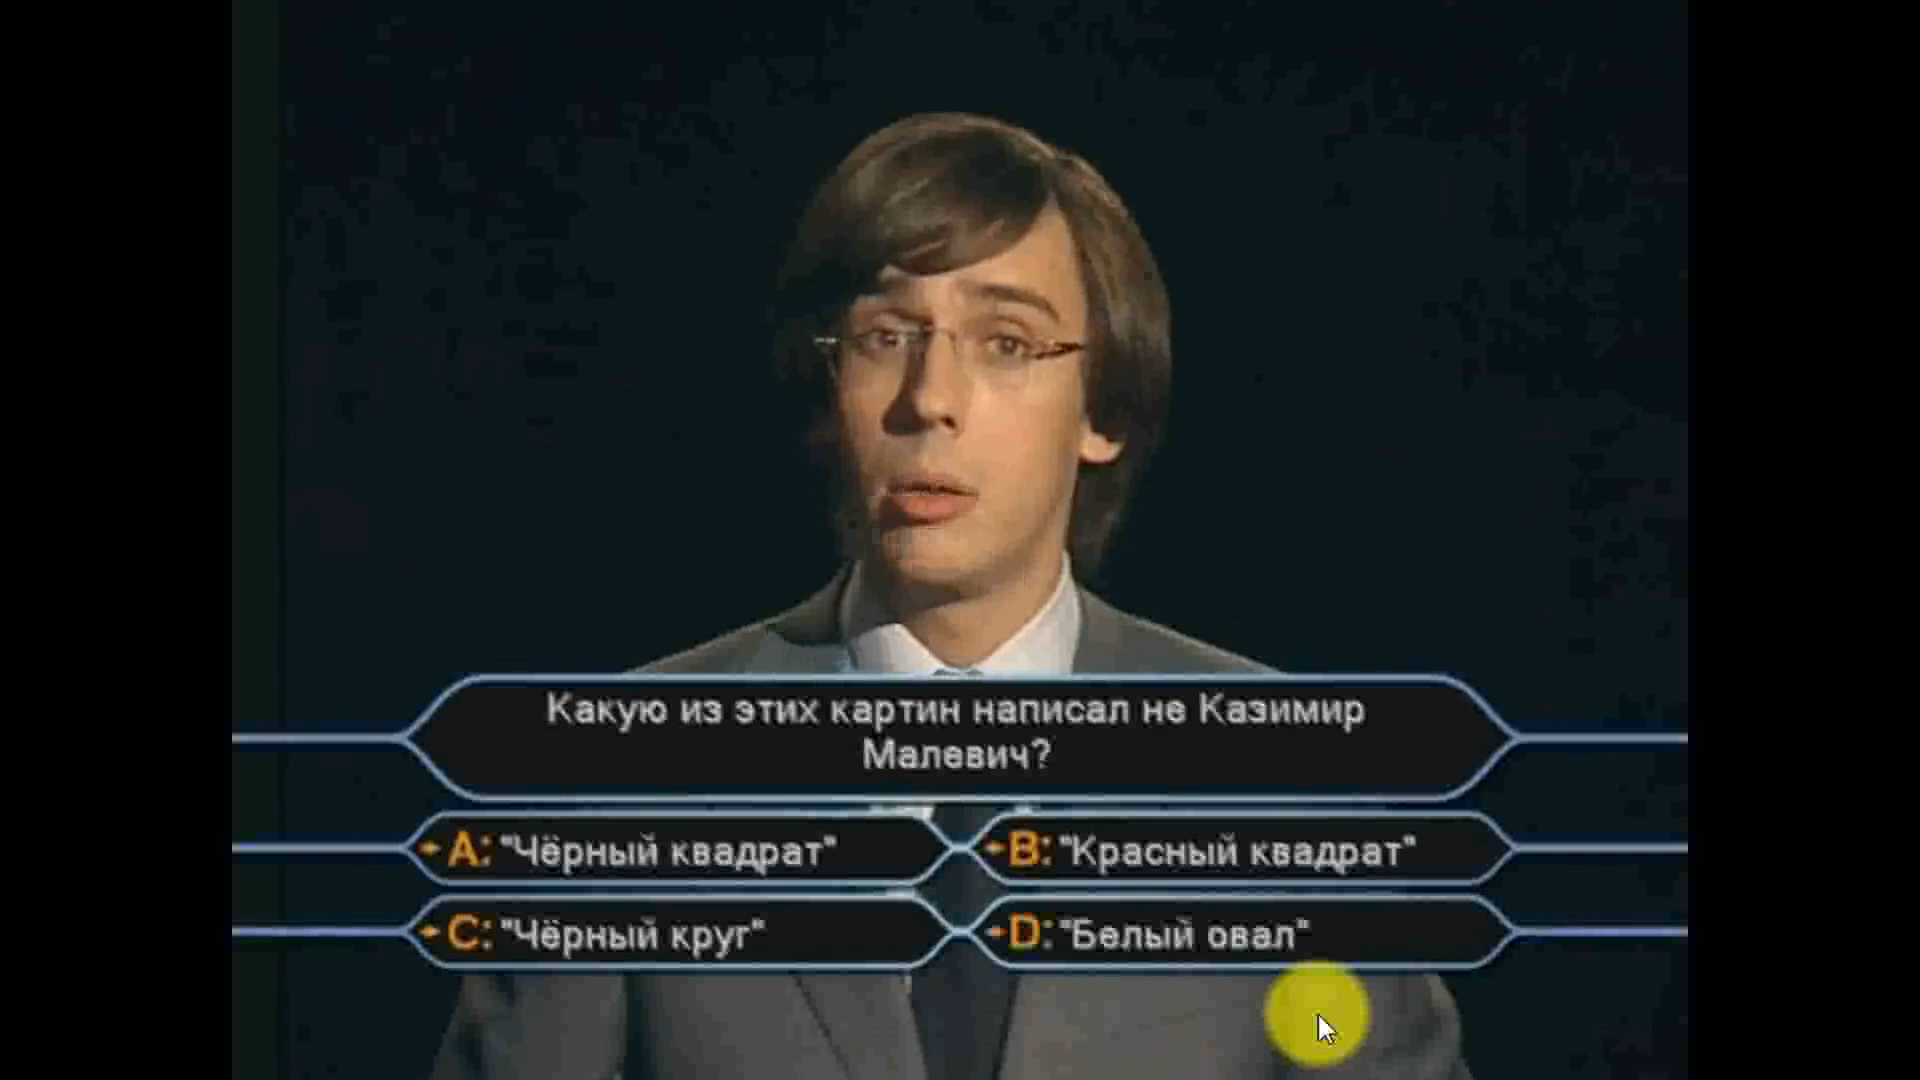 Какую из этих картин написал не Казимир
Малевич?
A: "Чёрный квадрат"
B: "Красный квадрат"
C: "Чёрный круг"
D: "Белый овал"